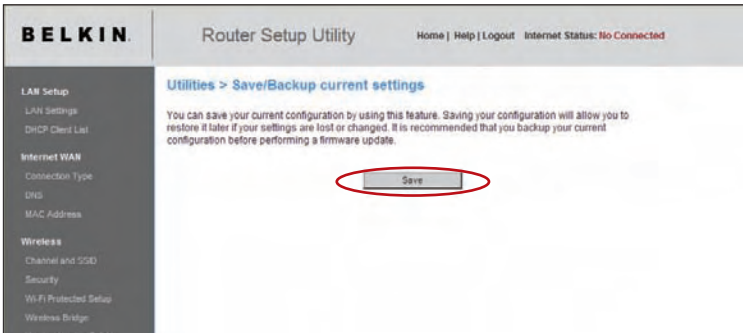 BELKIN.
Router Setup Utility
Home | Help | Logout Internet Status: No Connected
LAN Setup
LAN Settings
DHCP Client List
Internet WAN
Connection Type
DNS
MAC Address
Wireless
Channel and SSID
Security
Wi-Fi Protected Setup
Wireless Bridge
Utilities > Save/Backup current settings
You can save your current configuration by using this feature. Saving your configuration will allow you to
restore it later if your settings are lost or changed. It is recommended that you backup your current
configuration before performing a firmware update.
Save